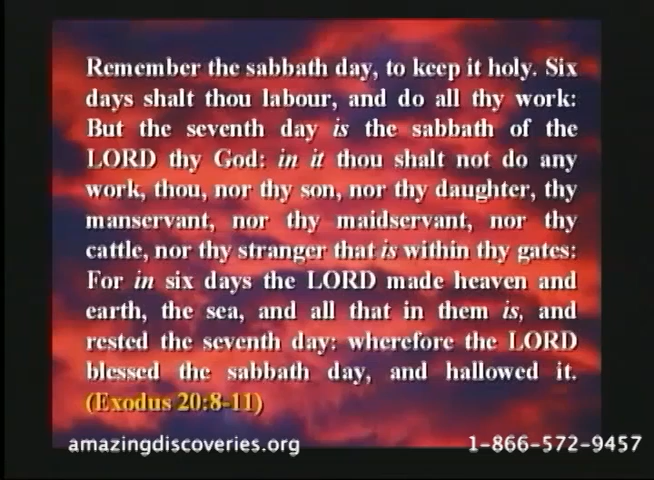 Remember the sabbath day, to keep it holy. Six
days shalt thou labour, and do all thy work:
But the seventh day is the sabbath of the
LORD thy God: in it thou shalt not do any
work, thou, nor thy son, nor thy daughter, thy
manservant, nor thy maidservant, nor thy
cattle, nor thy stranger that is within thy gates:
For in six days the LORD made heaven and
earth, the sea, and all that in them is, and
rested the seventh day: wherefore the LORD
blessed the sabbath day, and hallowed it.
(Exodus 20:8-11)
amazingdiscoveries.org 1-866-572-9457